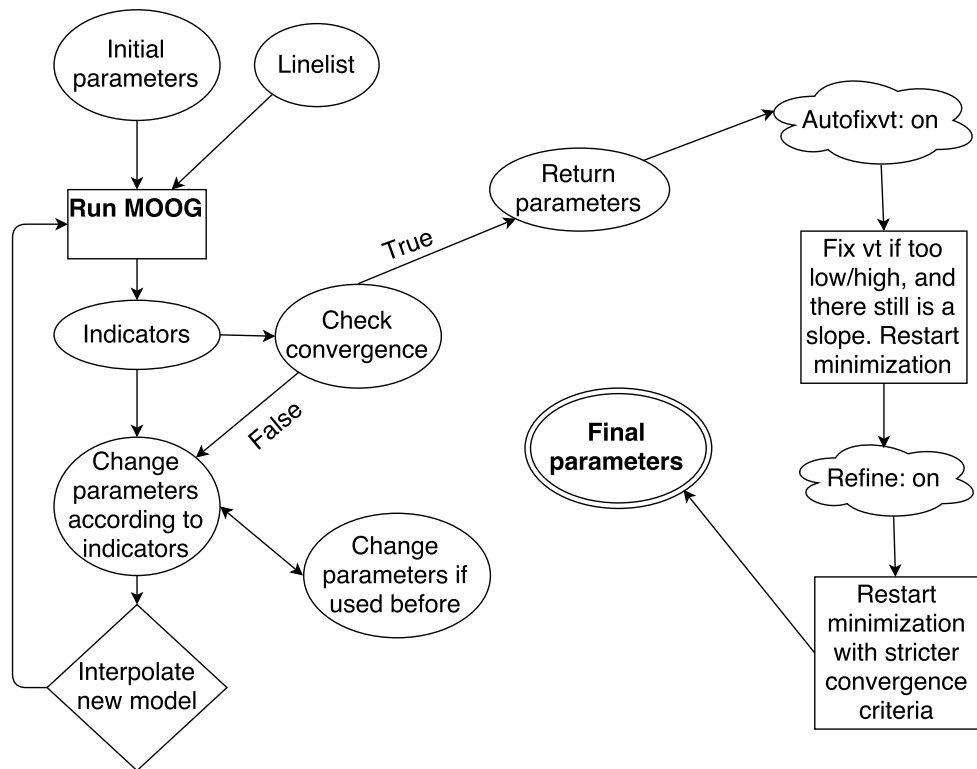 Initial
parameters
Linelist
Run MOOG
Indicators
Check
convergence
True
False
Return
parameters
Autofixvt: on
Fix vt if too
low/high, and
there still is a
slope. Restart
minimization
Refine: on
Restart
minimization
with stricter
convergence
criteria
Final
parameters
Change
parameters
according to
indicators
Change
parameters if
used before
Interpolate
new model